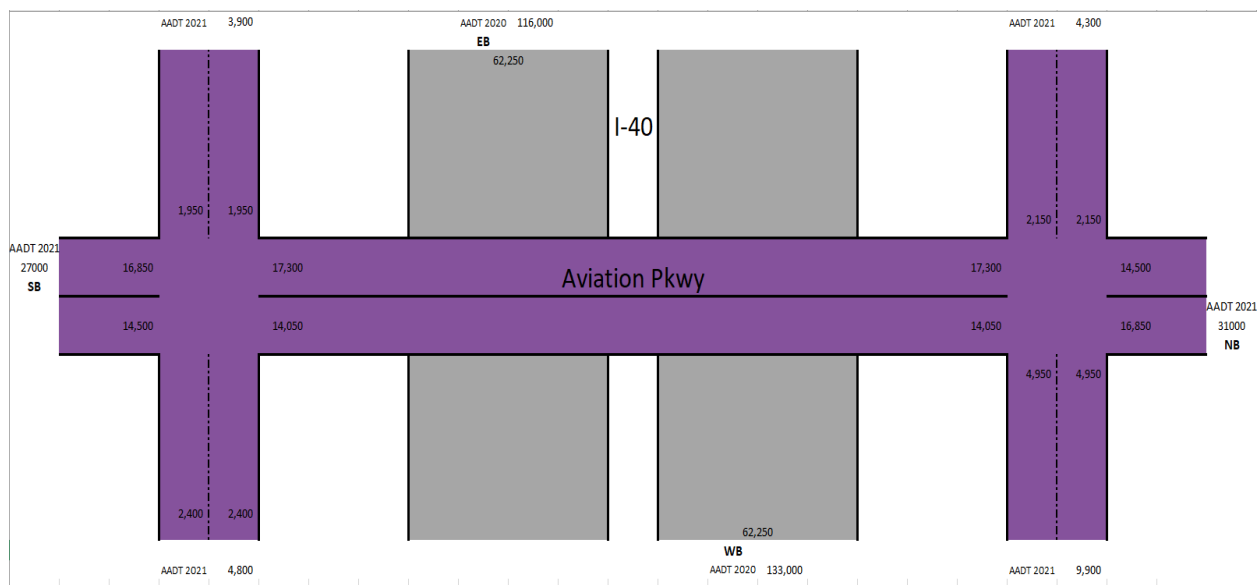 AADT 2021 3,900 AADT 2020 116,000 AADT 2021 4,300
EB
62,250
I-40
1,950 1,950
2,150 2,150
AADT 2021
27000
SB
16,850 17,300 Aviation Pkwy 17,300 14,500
14,500 14,050 14,050 16,850
AADT 2021
31000
NB
4,950 4,950
2,400 2,400
62,250
WB
AADT 2021 4,800 AADT 2020 133,000 AADT 2021 9,900